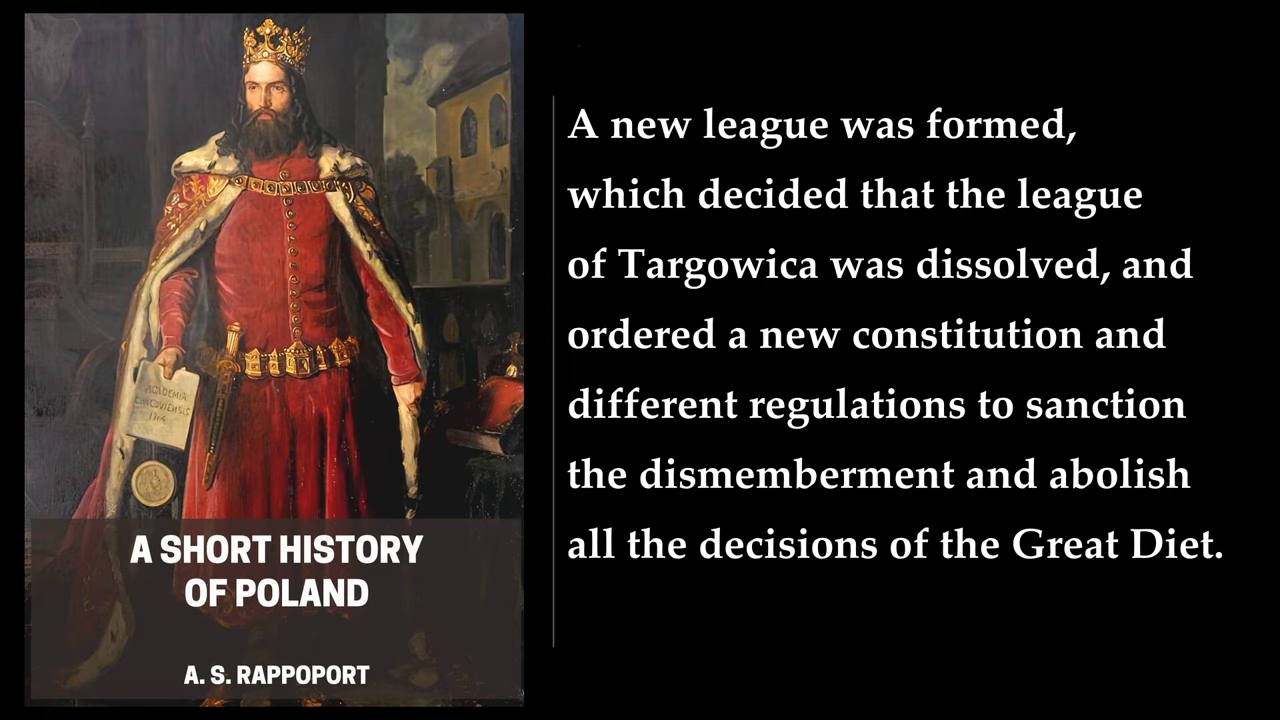 ACADEMIA
CRACOVIENSIS
A SHORT HISTORY
OF POLAND
A. S. RAPPOPORT
A new league was formed,
which decided that the league
of Targowica was dissolved, and
ordered a new constitution and
different regulations to sanction
the dismemberment and abolish
all the decisions of the Great Diet.